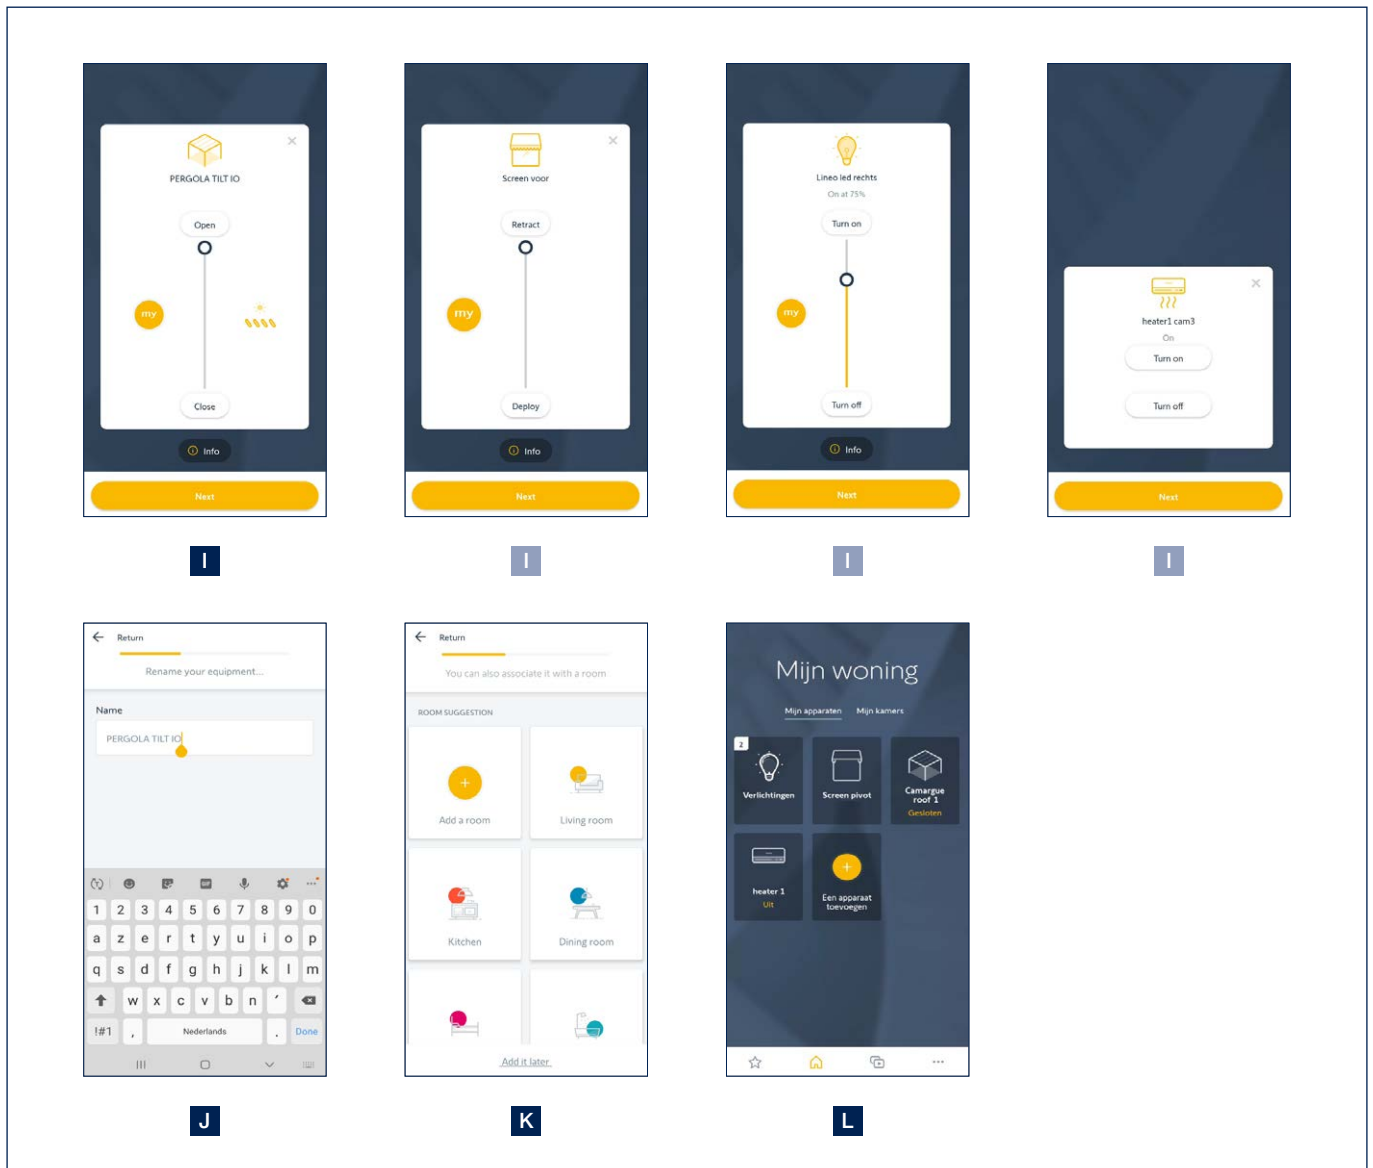 PERGOLA TILT IO
Open
my
Close
Info
Next
I
Screen voor
Retract
my
Deploy
Info
Next
I
Lineo led rechts
On at 75%
Turn on
my
Turn off
Info
Next
I
heater1 cam3
On
Turn on
Turn off
Next
I
Return
Rename your equipment...
Name
PERGOLA TILT IO
1 2 3 4 5 6 7 8 9 0
a z e r t y u i o p
q s d f g h j k l m
w x c v b n ′
!#1 , Nederlands . Done
J
Return
You can also associate it with a room
ROOM SUGGESTION
Add a room
Living room
Kitchen
Dining room
Add it later
K
Mijn woning
Mijn apparaten Mijn kamers
2
Verlichtingen
Screen pivot
Camargue
roof 1
Gesloten
heater 1
Uit
Een apparaat
toevoegen
L